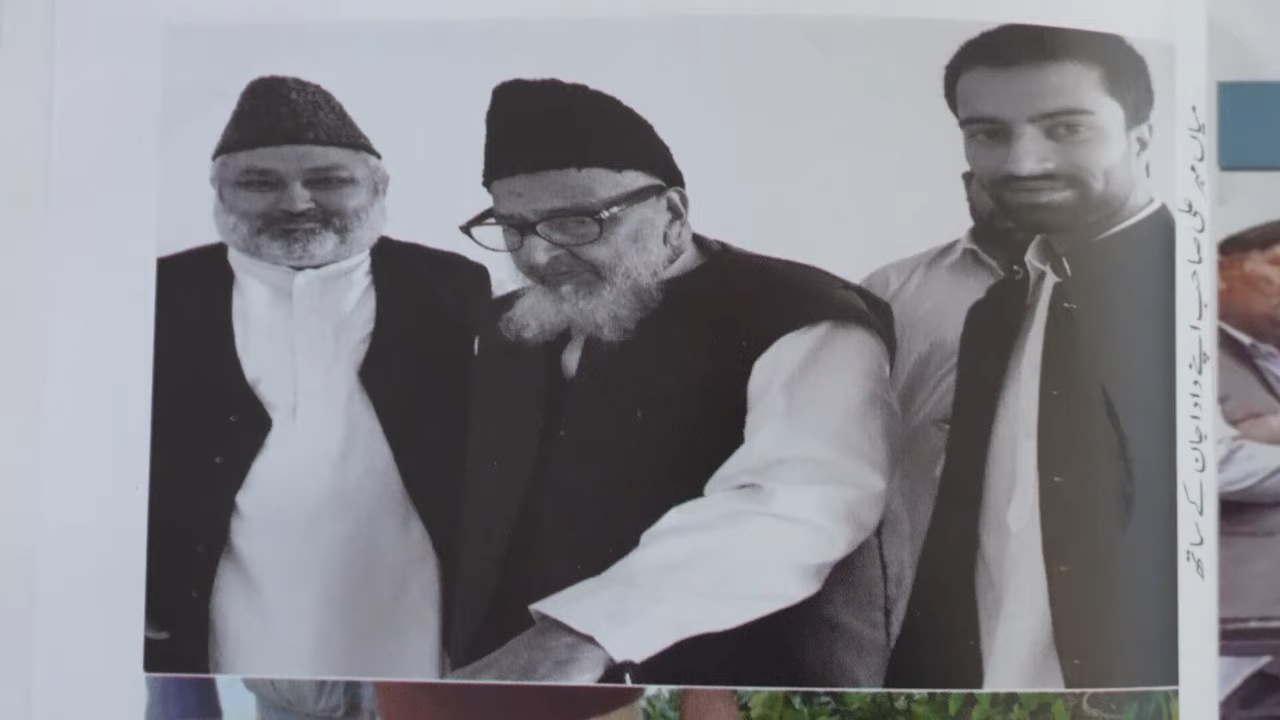 میاں مہر علی صاحب اپنے دادا جان کے ساتھ